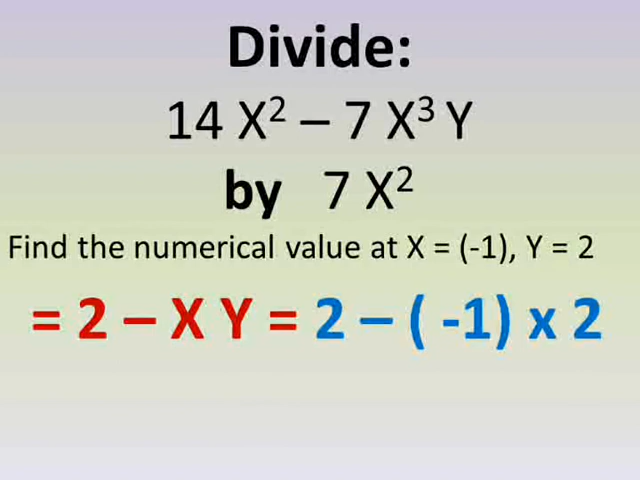 Divide:
14 X² – 7 X³ Y
by 7 X²
Find the numerical value at X = (-1), Y = 2
= 2 – X Y = 2 – ( -1) x 2